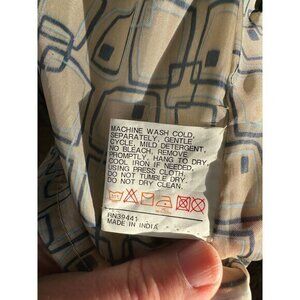 MACHINE WASH COLD,
SEPARATELY, GENTLE
CYCLE, MILD DETERGENT,
NO BLEACH, REMOVE
PROMPTLY, HANG TO DRY.
COOL IRON IF NEEDED,
USING PRESS CLOTH.
DO NOT TUMBLE DRY.
DO NOT DRY CLEAN.
RN39441
MADE IN INDIA